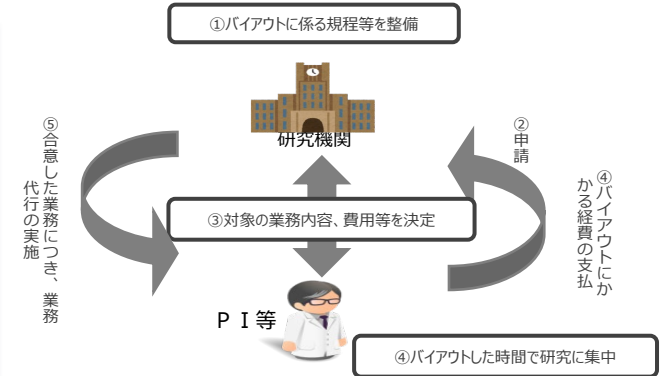 ①バイアウトに係る規程等を整備
研究機関
⑤合意した業務につき、業務
代行の実施
②申請
③対象の業務内容、費用等を決定
④バイアウトにか
かる経費の支払
ＰＩ等
④バイアウトした時間で研究に集中